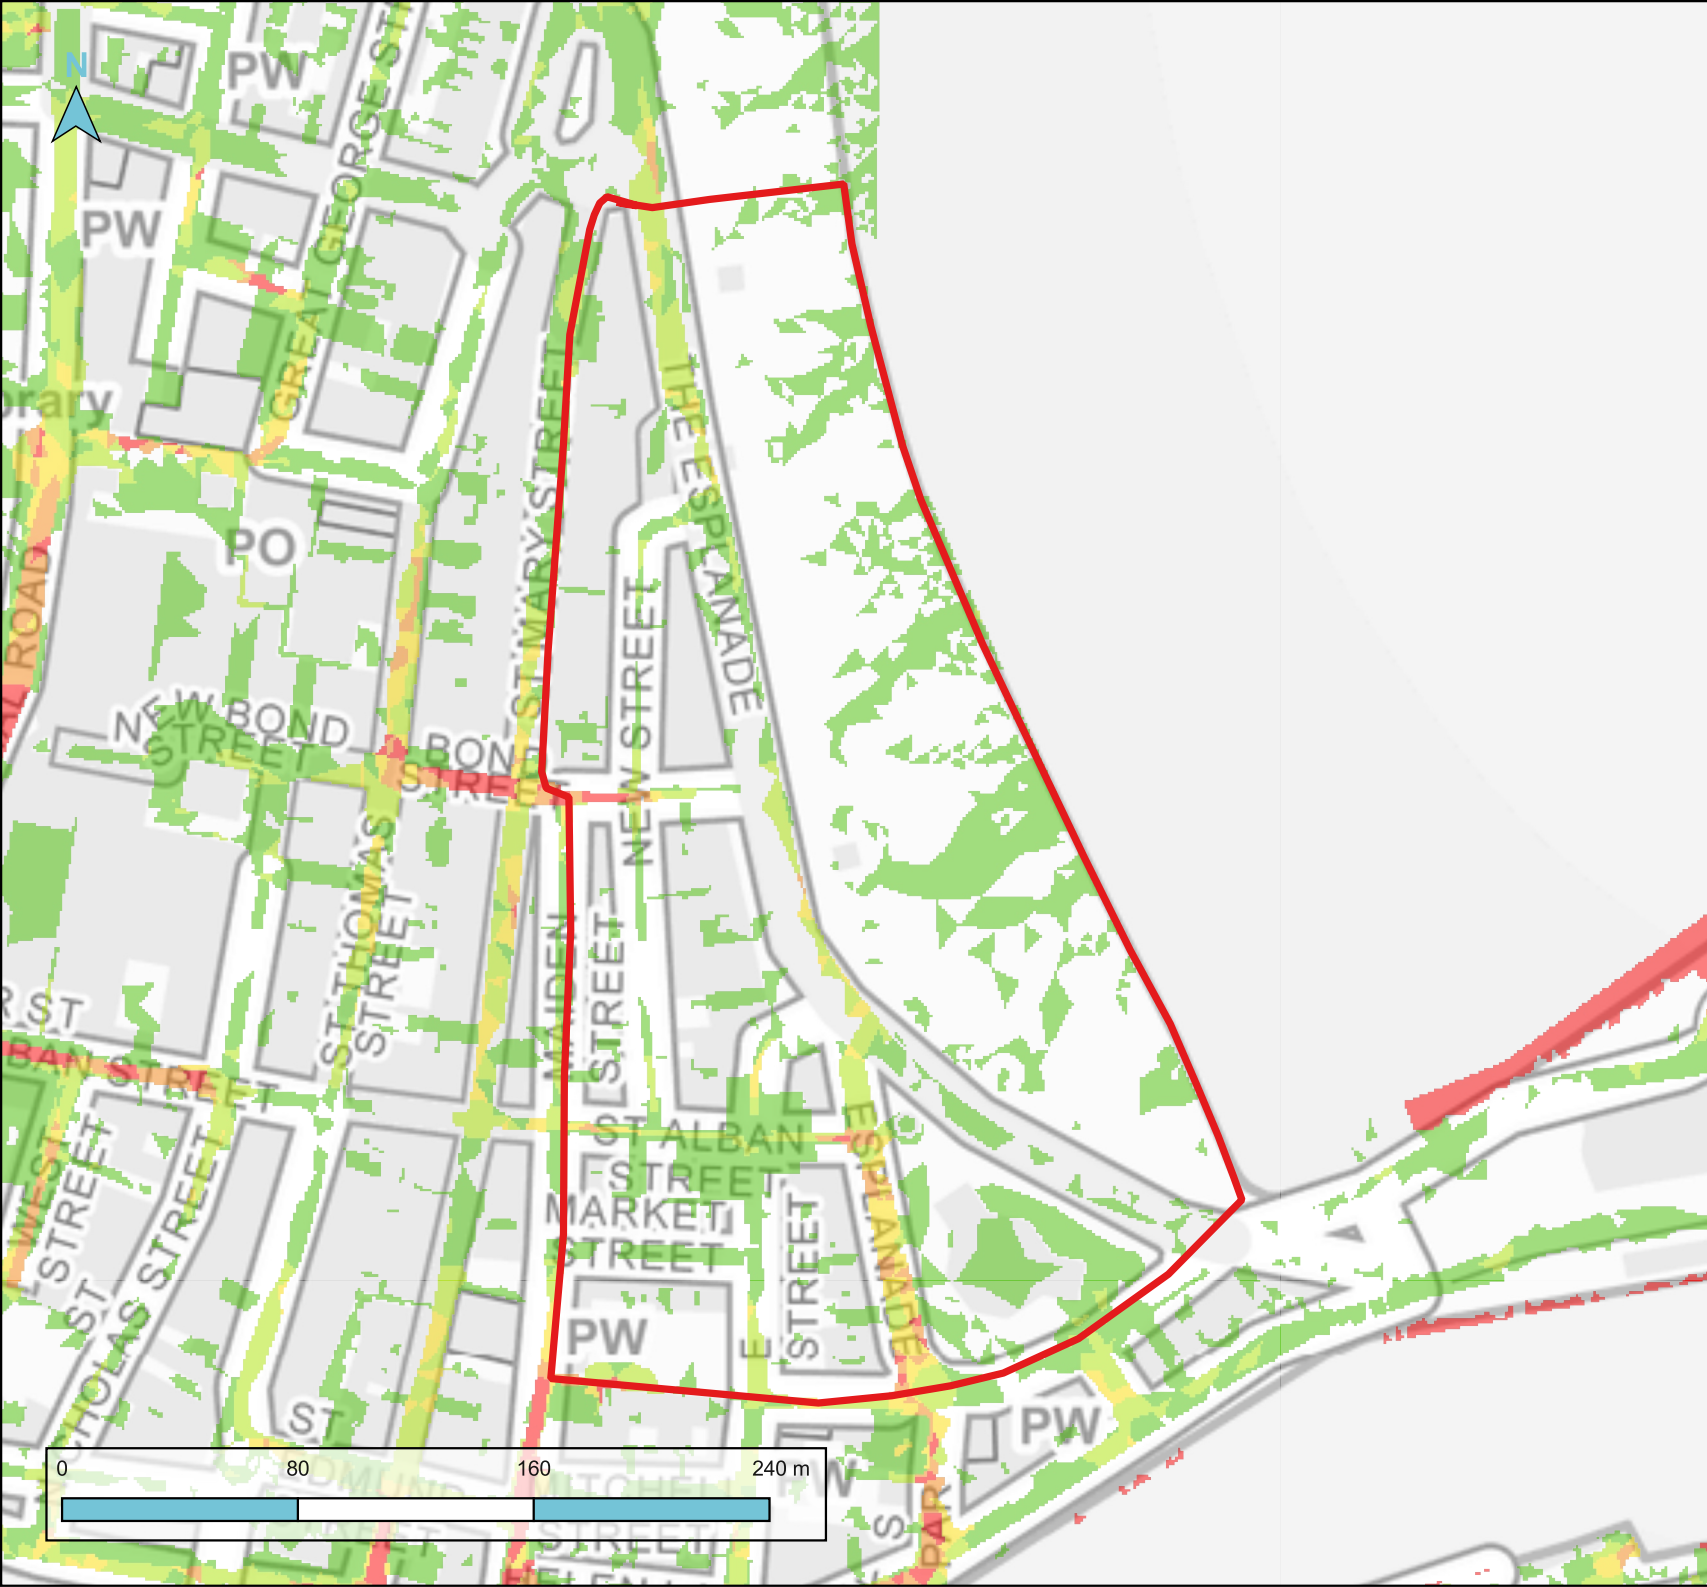 N
PW
GREAT GEORGE ST
PW
THE ESPLANADE
ST MARY STREET
PO
ROAD
NEW STREET
NEW BOND
STREET
BOND
STREET
ST THOMAS
STREET
MAIDEN
STREET
R ST
BAN STREET
ST ALBAN
STREET
MARKET
STREET
ESPLANADE
WEST
STREET
ST
NICHOLAS STREET
E
STREET
PW
ST
DMUND
PW
W
S
PAR
0
80
160
240 m
STREET